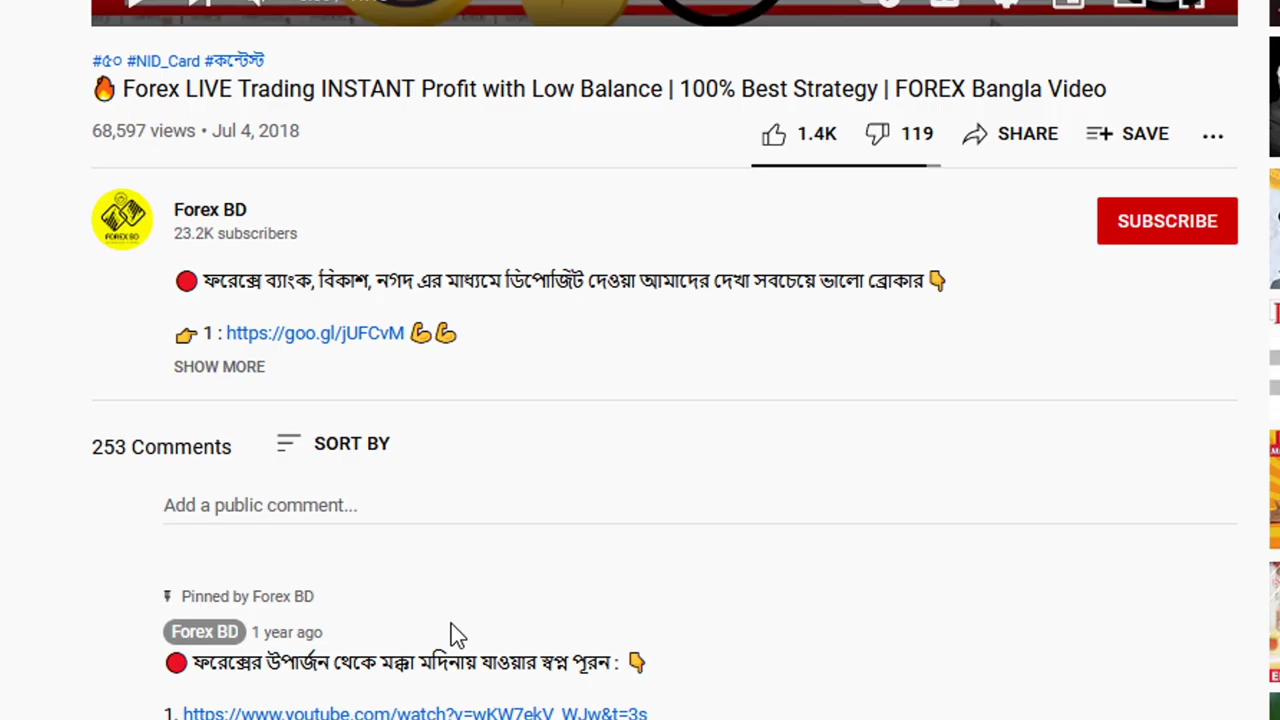 #৫০ #NID_Card #কন্টেস্ট
🔥 Forex LIVE Trading INSTANT Profit with Low Balance | 100% Best Strategy | FOREX Bangla Video
68,597 views • Jul 4, 2018
1.4K 119 SHARE SAVE ...
Forex BD
23.2K subscribers
SUBSCRIBE
FOREX BD
🔴 ফরেক্সে ব্যাংক, বিকাশ, নগদ এর মাধ্যমে ডিপোজিট দেওয়া আমাদের দেখা সবচেয়ে ভালো ব্রোকার👇
👉 1 : https://goo.gl/jUFCvM 💪💪
SHOW MORE
253 Comments SORT BY
Add a public comment...
Pinned by Forex BD
Forex BD 1 year ago
🔴 ফরেক্সের উপার্জন থেকে মক্কা মদিনায় যাওয়ার স্বপ্ন পূরন : 👇
1. https://www.youtube.com/watch?v=wKW7ekV_WJw&t=3s